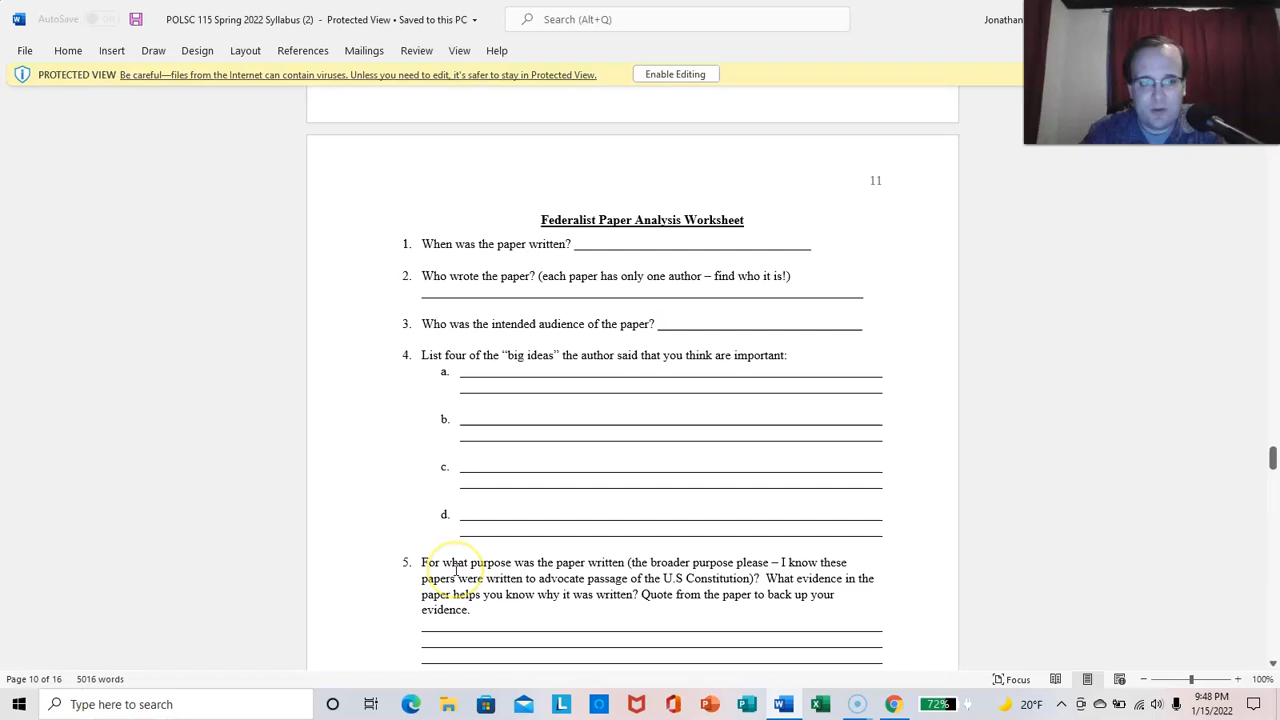 AutoSave Off POLSC 115 Spring 2022 Syllabus (2) - Protected View • Saved to this PC Search (Alt+Q) Jonathan
File Home Insert Draw Design Layout References Mailings Review View Help
PROTECTED VIEW Be careful—files from the Internet can contain viruses. Unless you need to edit, it's safer to stay in Protected View. Enable Editing
11
Federalist Paper Analysis Worksheet
1. When was the paper written?
2. Who wrote the paper? (each paper has only one author – find who it is!)
3. Who was the intended audience of the paper?
4. List four of the “big ideas” the author said that you think are important:
a.
b.
c.
d.
5. For what purpose was the paper written (the broader purpose please – I know these
papers were written to advocate passage of the U.S Constitution)? What evidence in the
paper helps you know why it was written? Quote from the paper to back up your
evidence.
Page 10 of 16 5016 words Focus 100%
Type here to search 72% 20°F 9:48 PM
1/15/2022